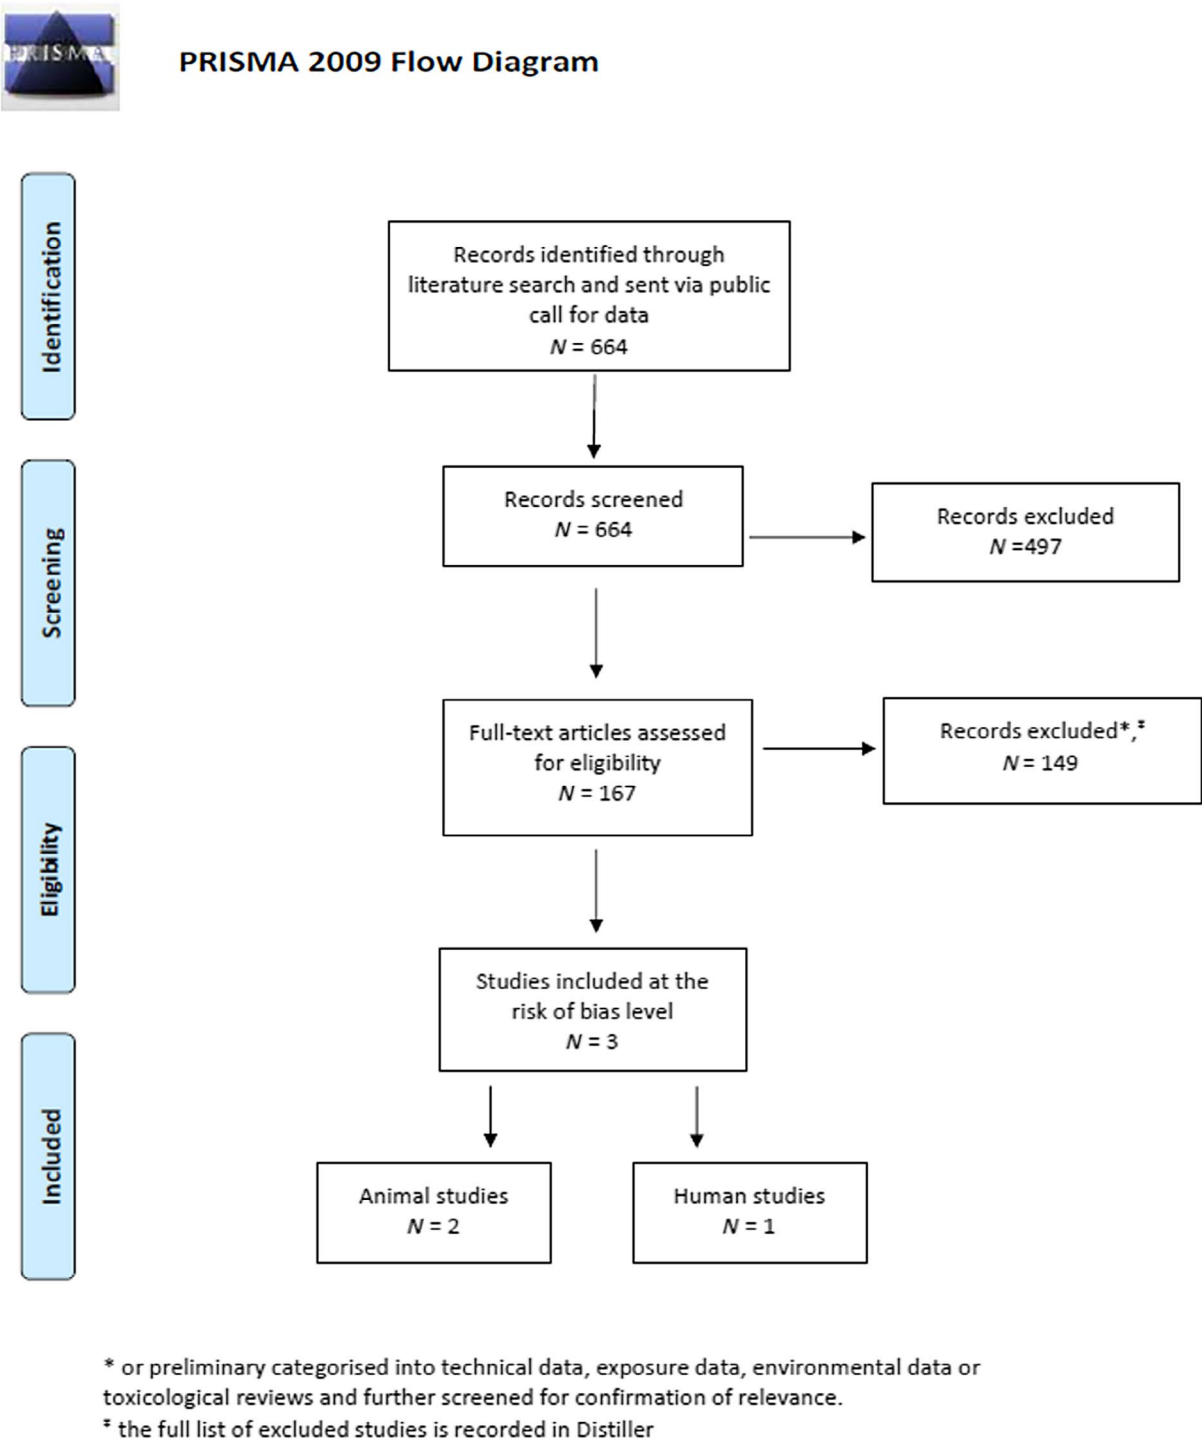 PRISMA
PRISMA 2009 Flow Diagram
Identification
Records identified through
literature search and sent via public
call for data
N = 664
Screening
Records screened
N = 664
Records excluded
N =497
Full-text articles assessed
for eligibility
N = 167
Records excluded*,‡
N = 149
Eligibility
Studies included at the
risk of bias level
N = 3
Included
Animal studies
N = 2
Human studies
N = 1
* or preliminary categorised into technical data, exposure data, environmental data or
toxicological reviews and further screened for confirmation of relevance.
‡ the full list of excluded studies is recorded in Distiller